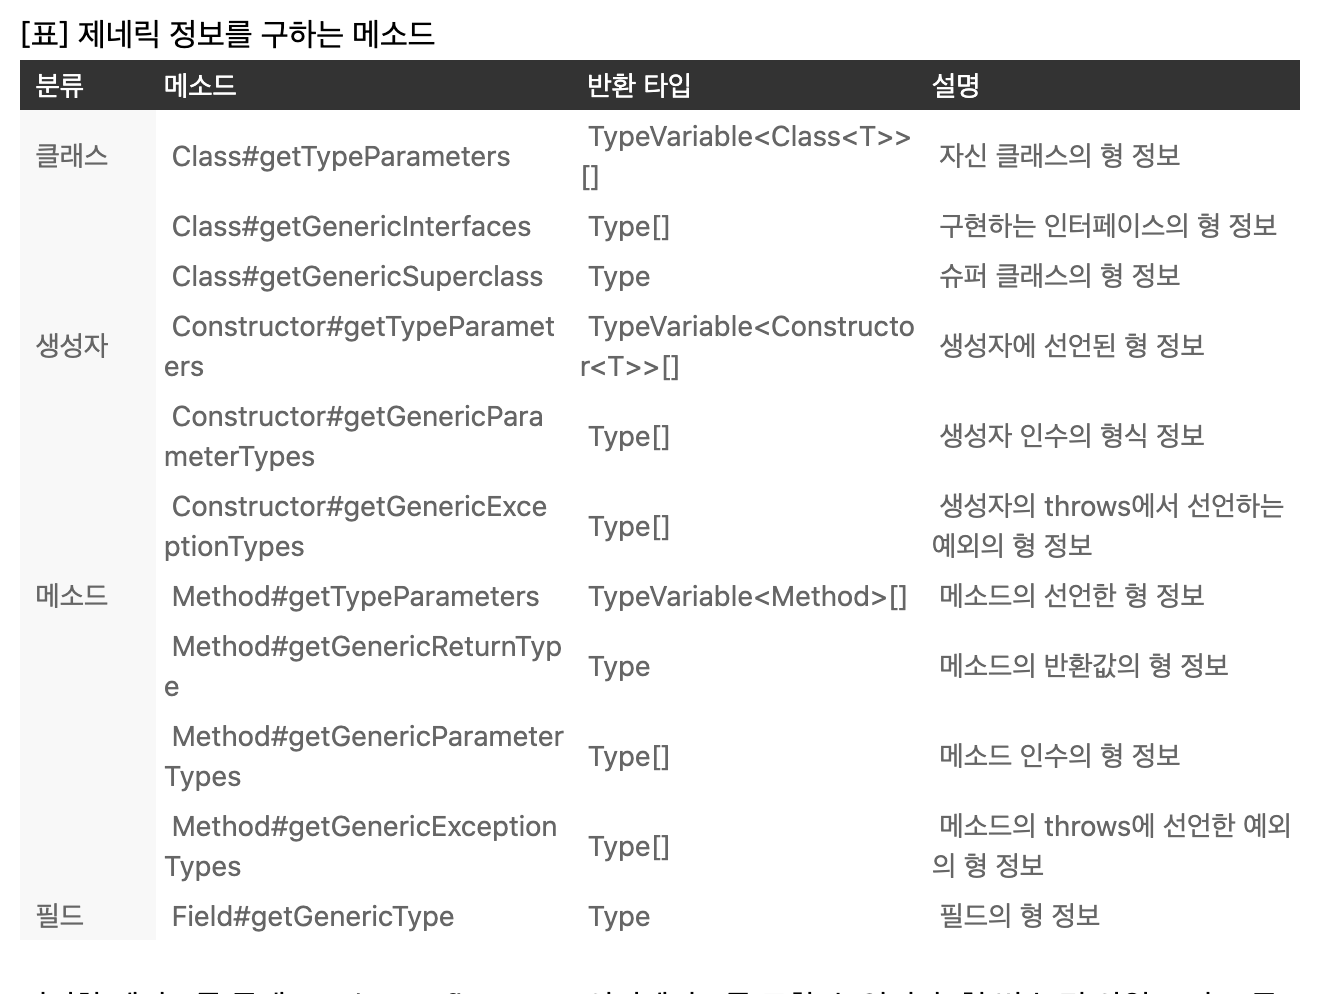 [표] 제네릭 정보를 구하는 메소드
분류 메소드 반환 타입 설명
클래스 Class#getTypeParameters TypeVariable<Class<T>>[] 자신 클래스의 형 정보
Class#getGenericInterfaces Type[] 구현하는 인터페이스의 형 정보
Class#getGenericSuperclass Type 슈퍼 클래스의 형 정보
생성자 Constructor#getTypeParameters TypeVariable<Constructor<T>>[] 생성자에 선언된 형 정보
Constructor#getGenericParameterTypes Type[] 생성자 인수의 형식 정보
Constructor#getGenericExceptionTypes Type[] 생성자의 throws에서 선언하는 예외의 형 정보
메소드 Method#getTypeParameters TypeVariable<Method>[] 메소드의 선언한 형 정보
Method#getGenericReturnType Type 메소드의 반환값의 형 정보
Method#getGenericParameterTypes Type[] 메소드 인수의 형 정보
Method#getGenericExceptionTypes Type[] 메소드의 throws에 선언한 예외의 형 정보
필드 Field#getGenericType Type 필드의 형 정보